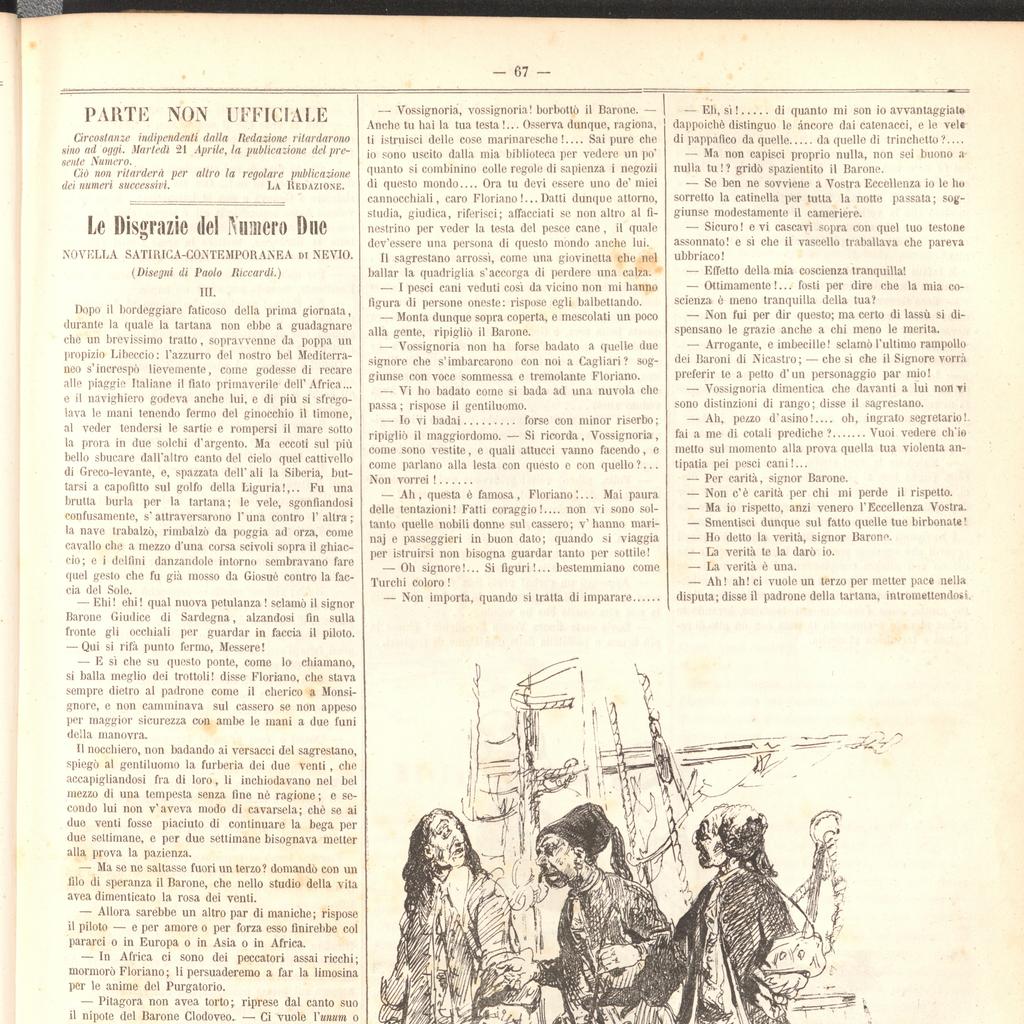 — 67 —
PARTE NON UFFICIALE
Circostanze indipendenti dalla Redazione ritardarono
sino ad oggi. Martedì 21 Aprile, la publicazione del pre-
sente Numero.
Ciò non ritarderà per altro la regolare publicazione
dei numeri successivi. LA REDAZIONE.
Le Disgrazie del Numero Due
NOVELLA SATIRICA-CONTEMPORANEA DI NEVIO.
(Disegni di Paolo Riccardi.)
III.
Dopo il bordeggiare faticoso della prima giornata,
durante la quale la tartana non ebbe a guadagnare
che un brevissimo tratto, sopravvenne da poppa un
propizio Libeccio: l'azzurro del nostro bel Mediterra-
neo s'increspò lievemente, come godesse di recare
alle piaggie Italiane il fiato primaverile dell'Africa...
e il navighiero godeva anche lui, e di più si sfrego-
lava le mani tenendo fermo del ginocchio il timone,
al veder tendersi le sartie e rompersi il mare sotto
la prora in due solchi d'argento. Ma eccoti sul più
bello sbucare dall'altro canto del cielo quel cattivello
di Greco-levante, e, spazzata dell'ali la Siberia, but-
tarsi a capofitto sul golfo della Liguria!,.. Fu una
brutta burla per la tartana; le vele, sgonfiandosi
confusamente, s'attraversarono l'una contro l'altra;
la nave trabalzò, rimbalzò da poggia ad orza, come
cavallo che a mezzo d'una corsa scivoli sopra il ghiac-
cio; e i delfini danzandole intorno sembravano fare
quel gesto che fu già mosso da Giosuè contro la fac-
cia del Sole.
— Ehi! ehi! qual nuova petulanza! sclamò il signor
Barone Giudice di Sardegna, alzandosi fin sulla
fronte gli occhiali per guardar in faccia il piloto.
— Qui si rifà punto fermo, Messere!
— E sì che su questo ponte, come lo chiamano,
si balla meglio dei trottoli! disse Floriano, che stava
sempre dietro al padrone come il cherico a Monsi-
gnore, e non camminava sul cassero se non appeso
per maggior sicurezza con ambe le mani a due funi
della manovra.
Il nocchiero, non badando ai versacci del sagrestano,
spiegò al gentiluomo la furberia dei due venti, che
accapigliandosi fra di loro, li inchiodavano nel bel
mezzo di una tempesta senza fine nè ragione; e se-
condo lui non v'aveva modo di cavarsela; chè se ai
due venti fosse piaciuto di continuare la bega per
due settimane, e per due settimane bisognava metter
alla prova la pazienza.
— Ma se ne saltasse fuori un terzo? domandò con un
filo di speranza il Barone, che nello studio della vita
avea dimenticato la rosa dei venti.
— Allora sarebbe un altro par di maniche; rispose
il piloto — e per amore o per forza esso finirebbe col
pararci o in Europa o in Asia o in Africa.
— In Africa ci sono dei peccatori assai ricchi;
mormorò Floriano; li persuaderemo a far la limosina
per le anime del Purgatorio.
— Pitagora non avea torto; riprese dal canto suo
il nipote del Barone Clodoveo. — Ci vuole l'unum o
— Vossignoria, vossignoria! borbottò il Barone. —
Anche tu hai la tua testa!... Osserva dunque, ragiona,
ti istruisci delle cose marinaresche!.... Sai pure che
io sono uscito dalla mia biblioteca per vedere un po'
quanto si combinino colle regole di sapienza i negozii
di questo mondo.... Ora tu devi essere uno de' miei
cannocchiali, caro Floriano!... Datti dunque attorno,
studia, giudica, riferisci; affacciati se non altro al fi-
nestrino per veder la testa del pesce cane, il quale
dev'essere una persona di questo mondo anche lui.
Il sagrestano arrossì, come una giovinetta che nel
ballar la quadriglia s'accorga di perdere una calza.
— I pesci cani veduti così da vicino non mi hanno
figura di persone oneste: rispose egli balbettando.
— Monta dunque sopra coperta, e mescolati un poco
alla gente, ripigliò il Barone.
— Vossignoria non ha forse badato a quelle due
signore che s'imbarcarono con noi a Cagliari? sog-
giunse con voce sommessa e tremolante Floriano.
— Vi ho badato come si bada ad una nuvola che
passa; rispose il gentiluomo.
— Io vi badai......... forse con minor riserbo;
ripigliò il maggiordomo. — Si ricorda, Vossignoria,
come sono vestite, e quali attucci vanno facendo, e
come parlano alla lesta con questo e con quello?...
Non vorrei!......
— Ah, questa è famosa, Floriano!... Mai paura
delle tentazioni! Fatti coraggio!.... non vi sono sol-
tanto quelle nobili donne sul cassero; v'hanno mari-
naj e passeggieri in buon dato; quando si viaggia
per istruirsi non bisogna guardar tanto per sottile!
— Oh signore!... Si figuri!... bestemmiano come
Turchi coloro!
— Non importa, quando si tratta di imparare......
— Eh, sì!..... di quanto mi son io avvantaggiato
dappoichè distinguo le áncore dai catenacci, e le vele
di pappafico da quelle..... da quelle di trinchetto?....
— Ma non capisci proprio nulla, non sei buono a
nulla tu!? gridò spazientito il Barone.
— Se ben ne sovviene a Vostra Eccellenza io le ho
sorretto la catinella per tutta la notte passata; sog-
giunse modestamente il cameriere.
— Sicuro! e vi cascavi sopra con quel tuo testone
assonnato! e sì che il vascello traballava che pareva
ubbriaco!
— Effetto della mia coscienza tranquilla!
— Ottimamente!... fosti per dire che la mia co-
scienza è meno tranquilla della tua?
— Non fui per dir questo; ma certo di lassù si di-
spensano le grazie anche a chi meno le merita.
— Arrogante, e imbecille! sclamò l'ultimo rampollo
dei Baroni di Nicastro; — che sì che il Signore vorrà
preferir te a petto d'un personaggio par mio!
— Vossignoria dimentica che davanti a lui non vi
sono distinzioni di rango; disse il sagrestano.
— Ah, pezzo d'asino!.... oh, ingrato segretario!.
fai a me di cotali prediche?....... Vuoi vedere ch'io
metto sul momento alla prova quella tua violenta an-
tipatia pei pesci cani!...
— Per carità, signor Barone.
— Non c'è carità per chi mi perde il rispetto.
— Ma io rispetto, anzi venero l'Eccellenza Vostra.
— Smentisci dunque sul fatto quelle tue birbonate!
— Ho detto la verità, signor Barone.
— La verità te la darò io.
— La verità è una.
— Ah! ah! ci vuole un terzo per metter pace nella
disputa; disse il padrone della tartana, intromettendosi.